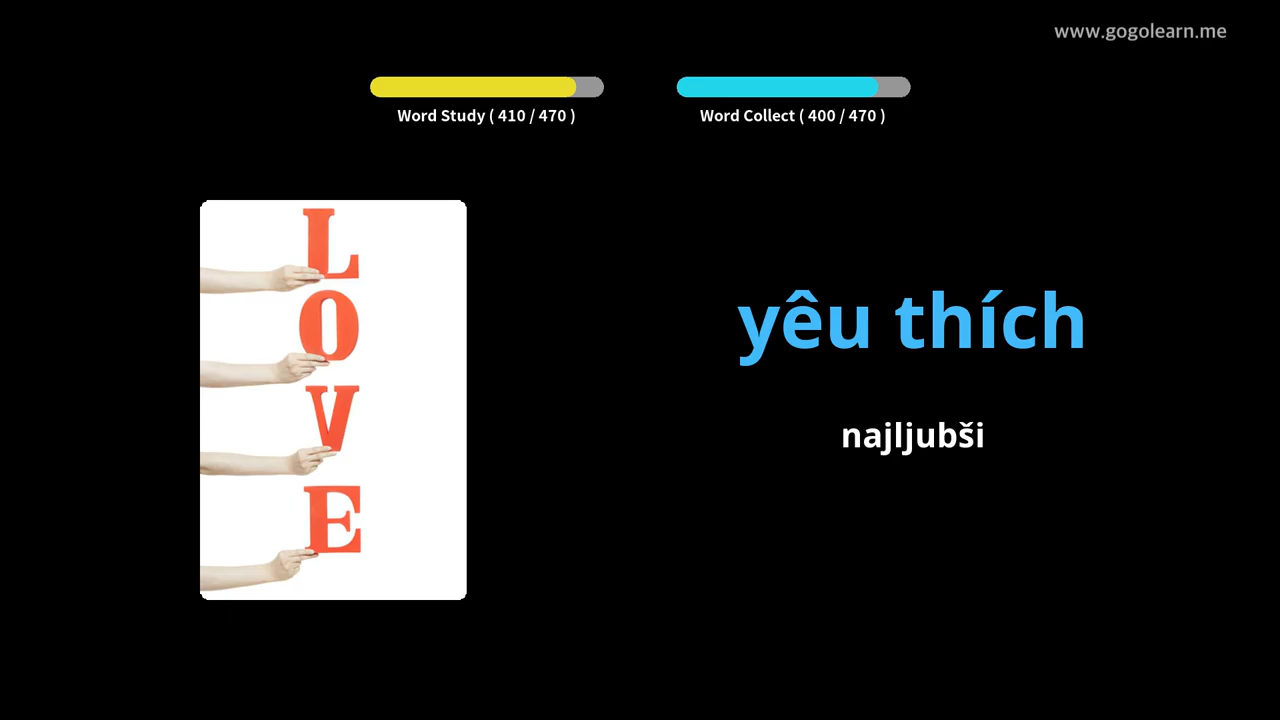 www.gogolearn.me
Word Study ( 410 / 470 )
Word Collect ( 400 / 470 )
L
O
V
E
yêu thích
najljubši